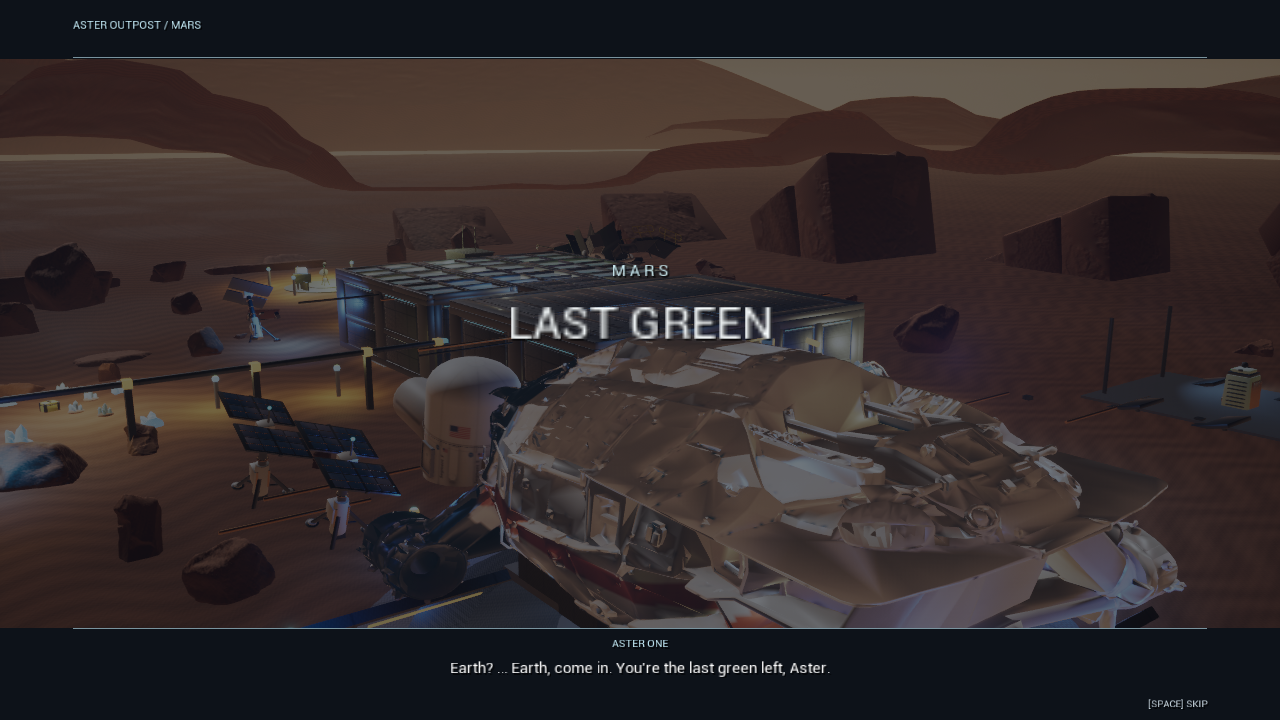 ASTER OUTPOST / MARS
MARS
LAST GREEN
ASTER ONE
Earth? ... Earth, come in. You're the last green left, Aster.
[SPACE] SKIP